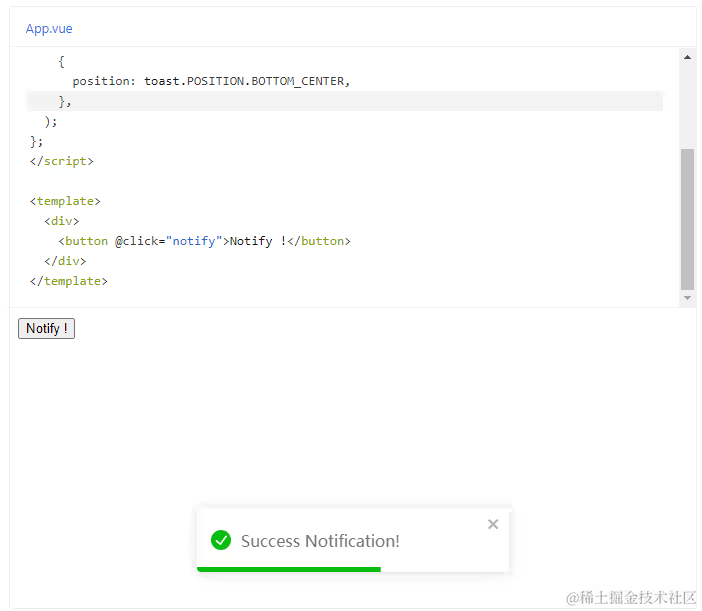 App.vue
    {
      position: toast.POSITION.BOTTOM_CENTER,
    },
  );
};
</script>

<template>
  <div>
    <button @click="notify">Notify !</button>
  </div>
</template>
Notify !
Success Notification!
@稀土掘金技术社区